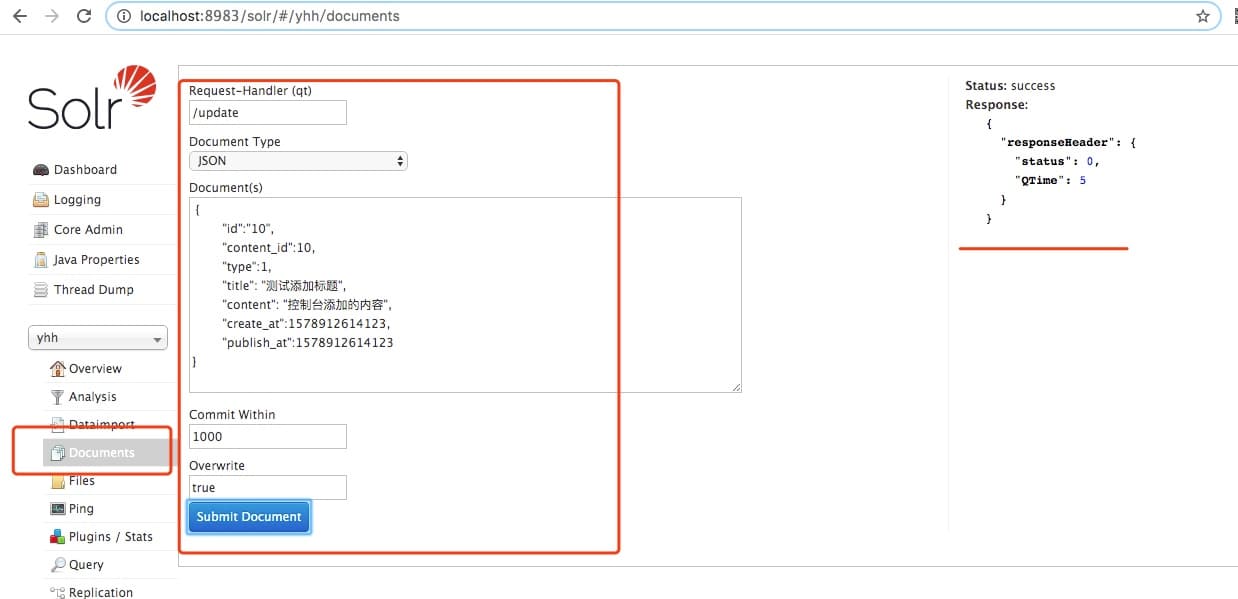 localhost:8983/solr/#/yhh/documents
Solr
Dashboard
Logging
Core Admin
Java Properties
Thread Dump
yhh
Overview
Analysis
Dataimport
Documents
Files
Ping
Plugins / Stats
Query
Replication
Request-Handler (qt)
/update
Document Type
JSON
Document(s)
{
"id":"10",
"content_id":10,
"type":1,
"title": "测试添加标题",
"content": "控制台添加的内容",
"create_at":1578912614123,
"publish_at":1578912614123
}
Commit Within
1000
Overwrite
true
Submit Document
Status: success
Response:
{
"responseHeader": {
"status": 0,
"QTime": 5
}
}